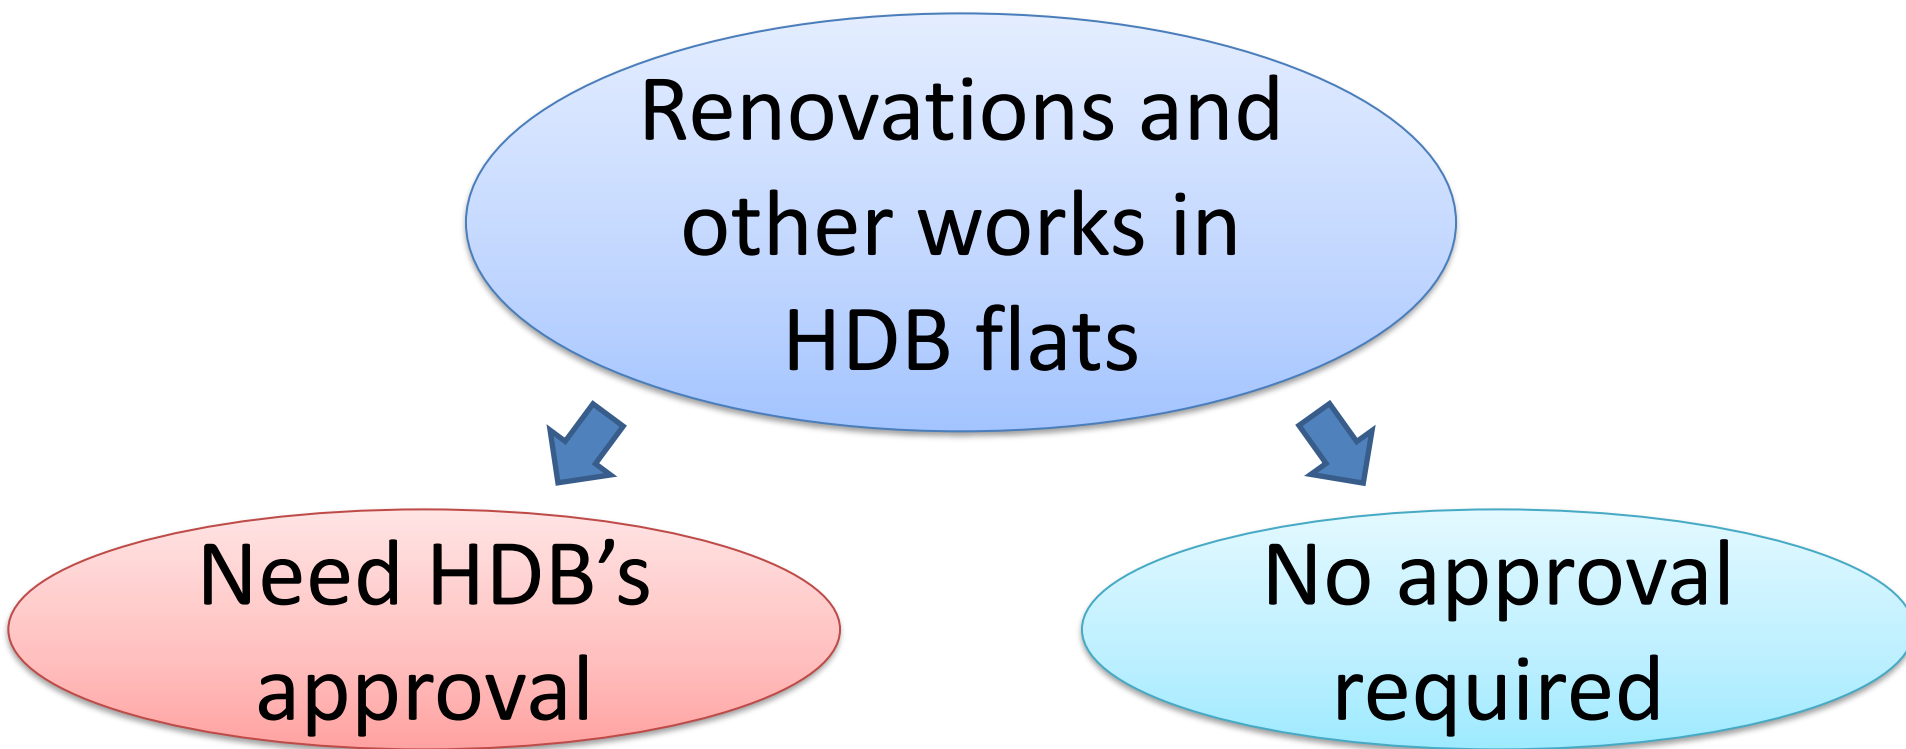 Renovations and
other works in
HDB flats
Need HDB’s
approval
No approval
required